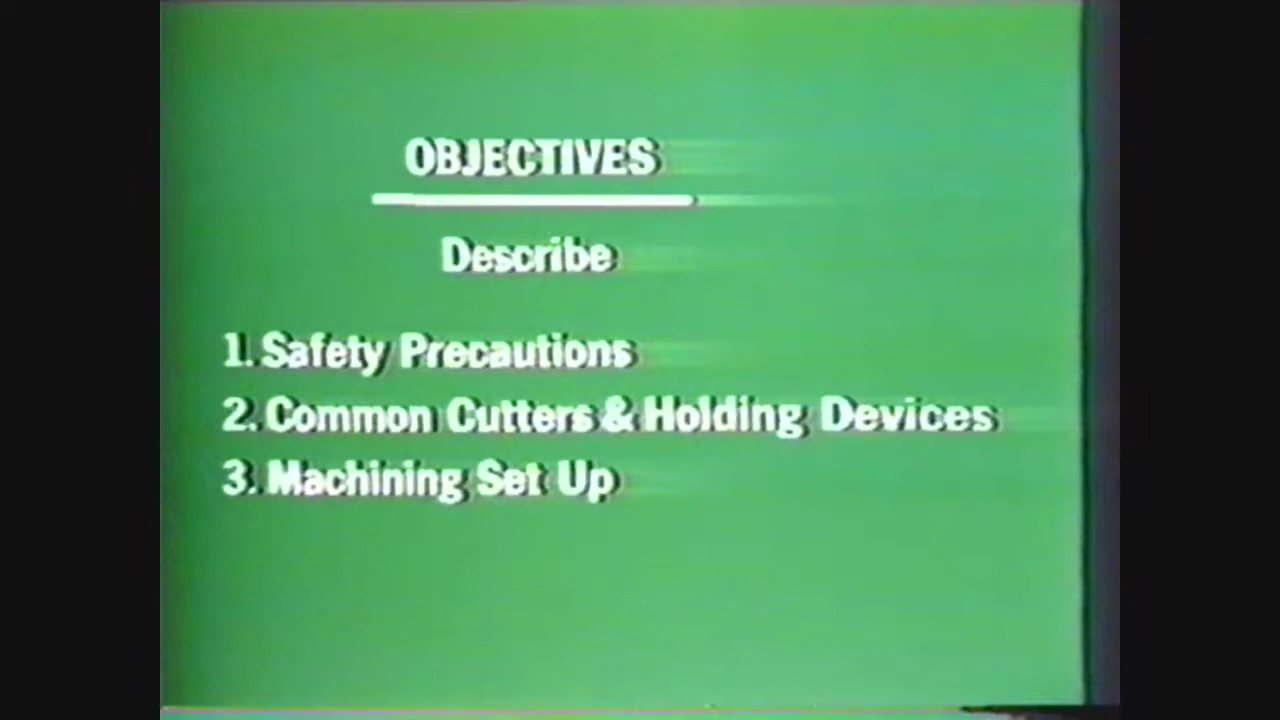 OBJECTIVES
Describe
1. Safety Precautions
2. Common Cutters & Holding Devices
3. Machining Set Up